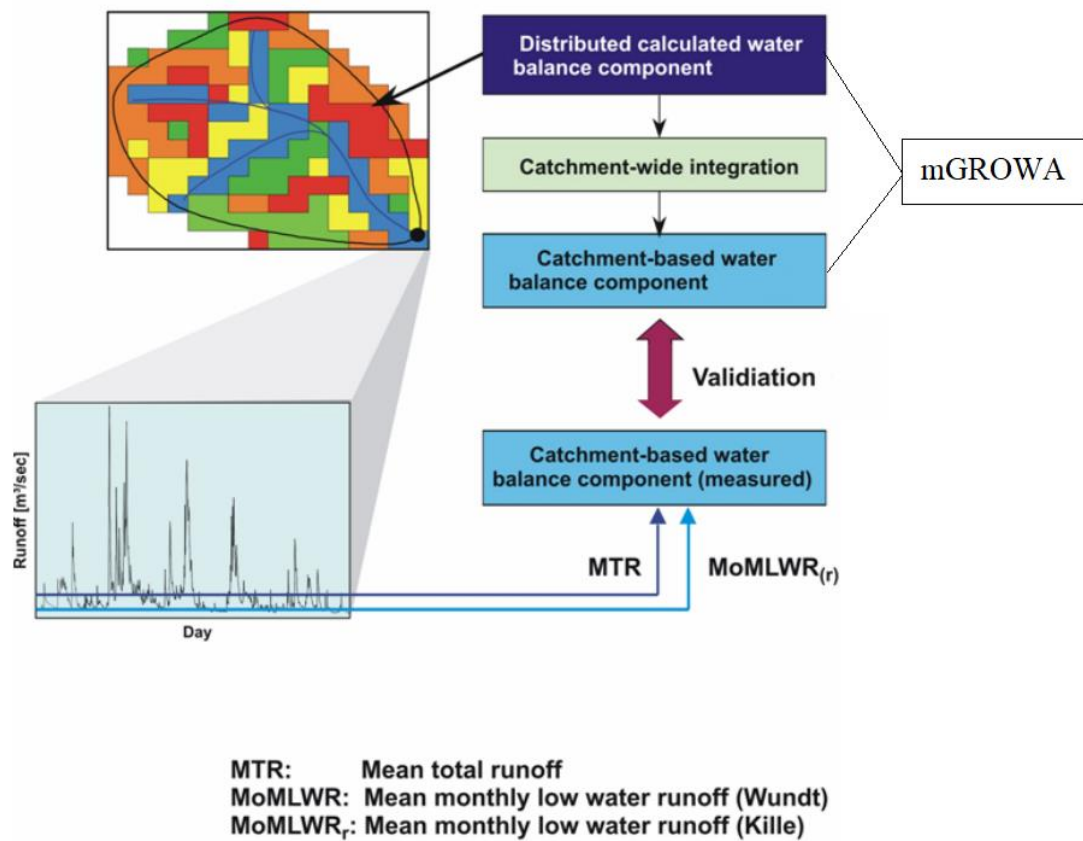 Distributed calculated water
balance component
Catchment-wide integration
mGROWA
Catchment-based water
balance component
Validiation
Catchment-based water
balance component (measured)
Runoff [m³/sec]
MTR
MoMLWR(r)
Day
MTR: Mean total runoff
MoMLWR: Mean monthly low water runoff (Wundt)
MoMLWRr: Mean monthly low water runoff (Kille)